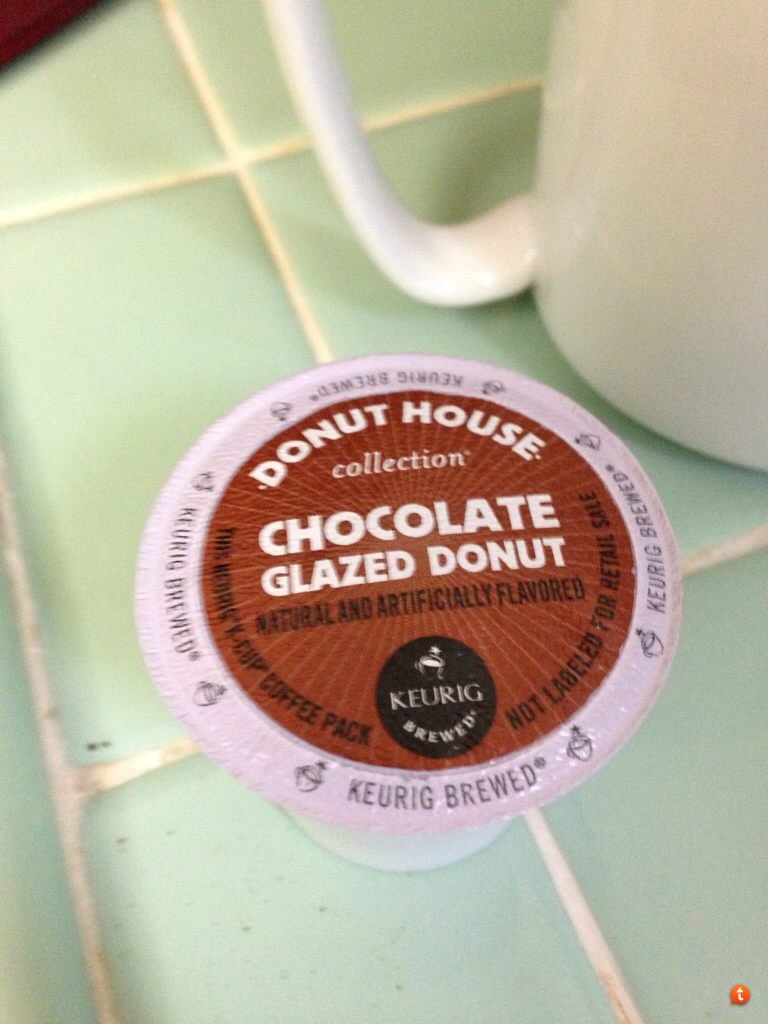 DONUT HOUSE
collection
CHOCOLATE
GLAZED DONUT
NATURAL AND ARTIFICIALLY FLAVORED
K-CUP COFFEE PACK
NOT LABELED FOR RETAIL SALE
KEURIG
BREWED®
KEURIG BREWED®
KEURIG BREWED®
KEURIG BREWED®
KEURIG BREWED®
t